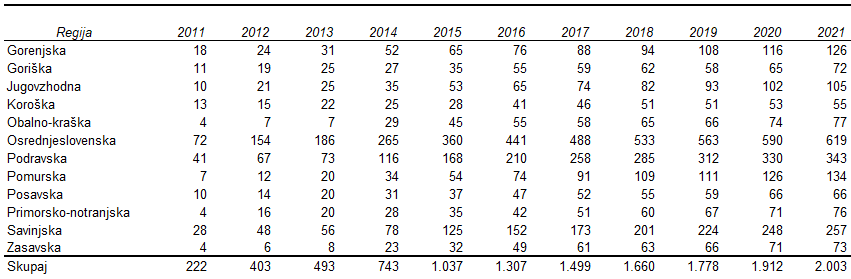 Regija 2011 2012 2013 2014 2015 2016 2017 2018 2019 2020 2021
Gorenjska 18 24 31 52 65 76 88 94 108 116 126
Goriška 11 19 25 27 35 55 59 62 58 65 72
Jugovzhodna 10 21 25 35 53 65 74 82 93 102 105
Koroška 13 15 22 25 28 41 46 51 51 53 55
Obalno-kraška 4 7 7 29 45 55 58 65 66 74 77
Osrednjeslovenska 72 154 186 265 360 441 488 533 563 590 619
Podravska 41 67 73 116 168 210 258 285 312 330 343
Pomurska 7 12 20 34 54 74 91 109 111 126 134
Posavska 10 14 20 31 37 47 52 55 59 66 66
Primorsko-notranjska 4 16 20 28 35 42 51 60 67 71 76
Savinjska 28 48 56 78 125 152 173 201 224 248 257
Zasavska 4 6 8 23 32 49 61 63 66 71 73
Skupaj 222 403 493 743 1.037 1.307 1.499 1.660 1.778 1.912 2.003